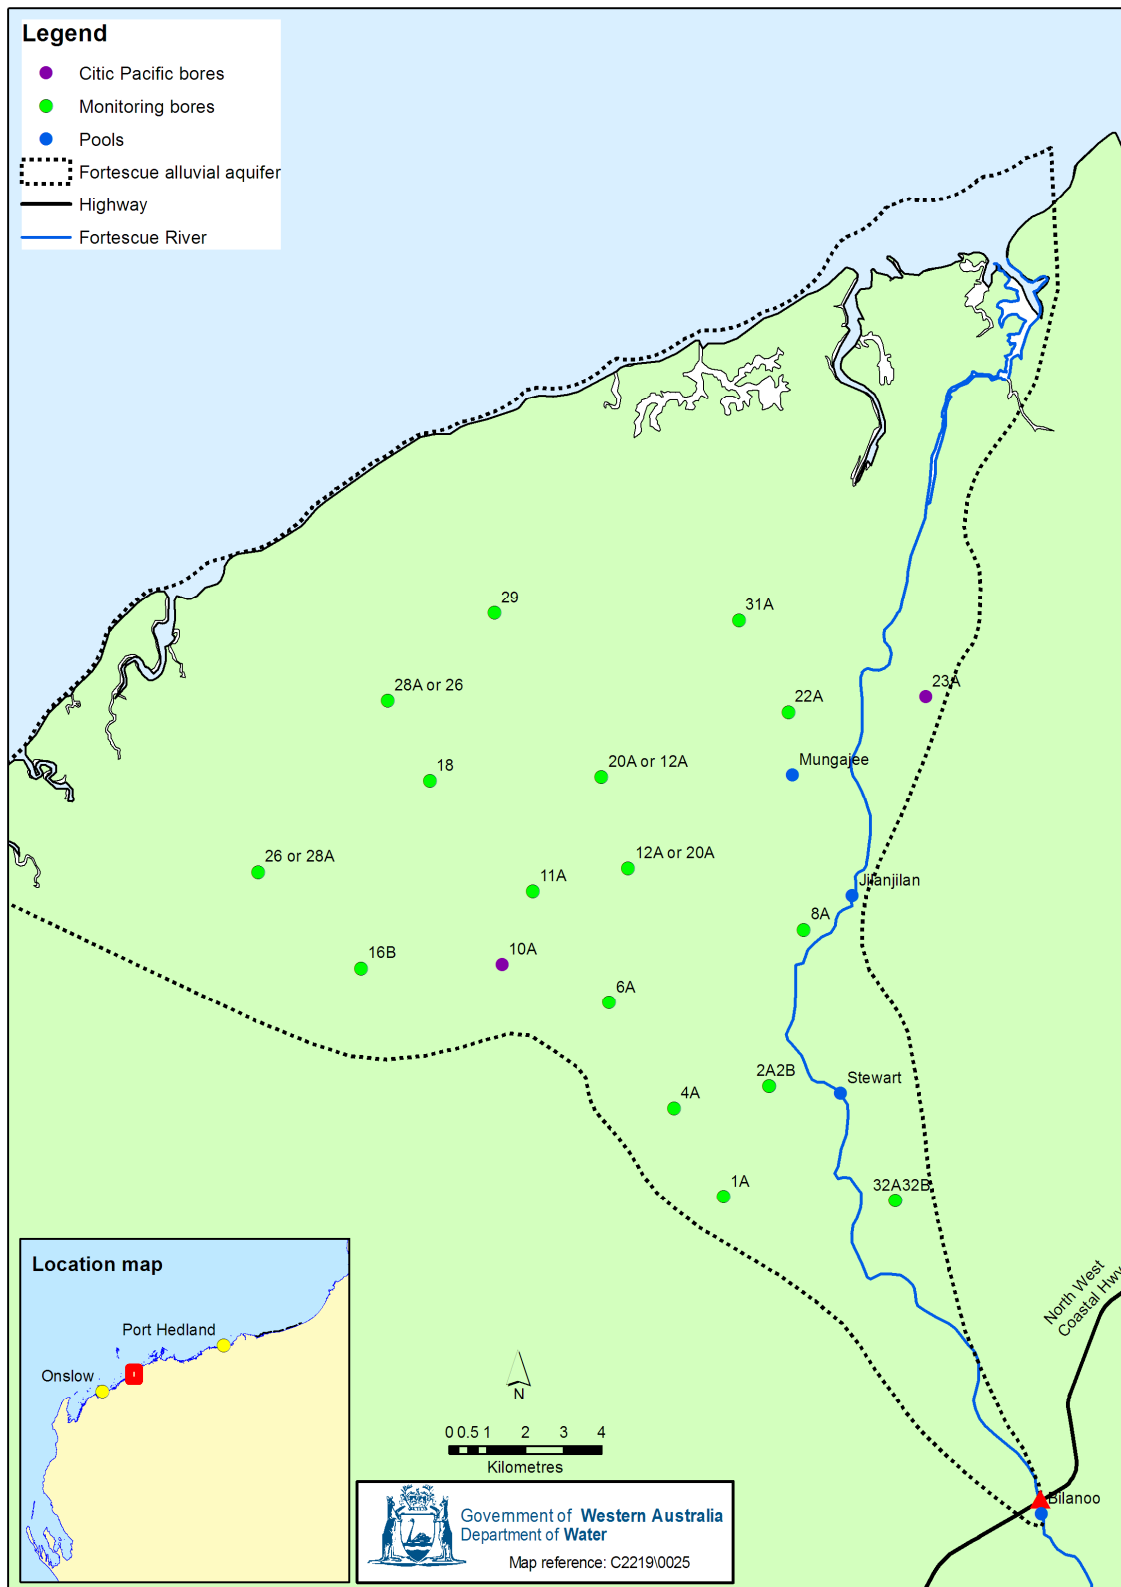 Legend
Citic Pacific bores
Monitoring bores
Pools
Fortescue alluvial aquifer
Highway
Fortescue River
29
31A
23A
28A or 26
22A
Mungajee
18
20A or 12A
26 or 28A
11A
12A or 20A
Jilanjilan
8A
16B
10A
6A
2A2B
Stewart
4A
1A
32A32B
North West
Coastal Hwy
Location map
Port Hedland
Onslow
N
0 0.5 1 2 3 4
Kilometres
Bilanoo
Government of Western Australia
Department of Water
Map reference: C2219\0025